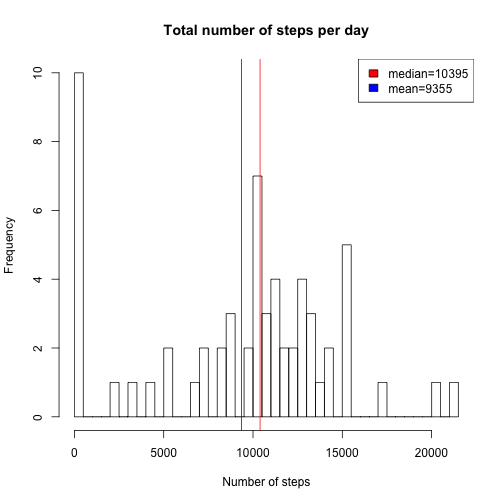 Total number of steps per day
median=10395
mean=9355
Frequency
10
8
6
4
2
0
0 5000 10000 15000 20000
Number of steps